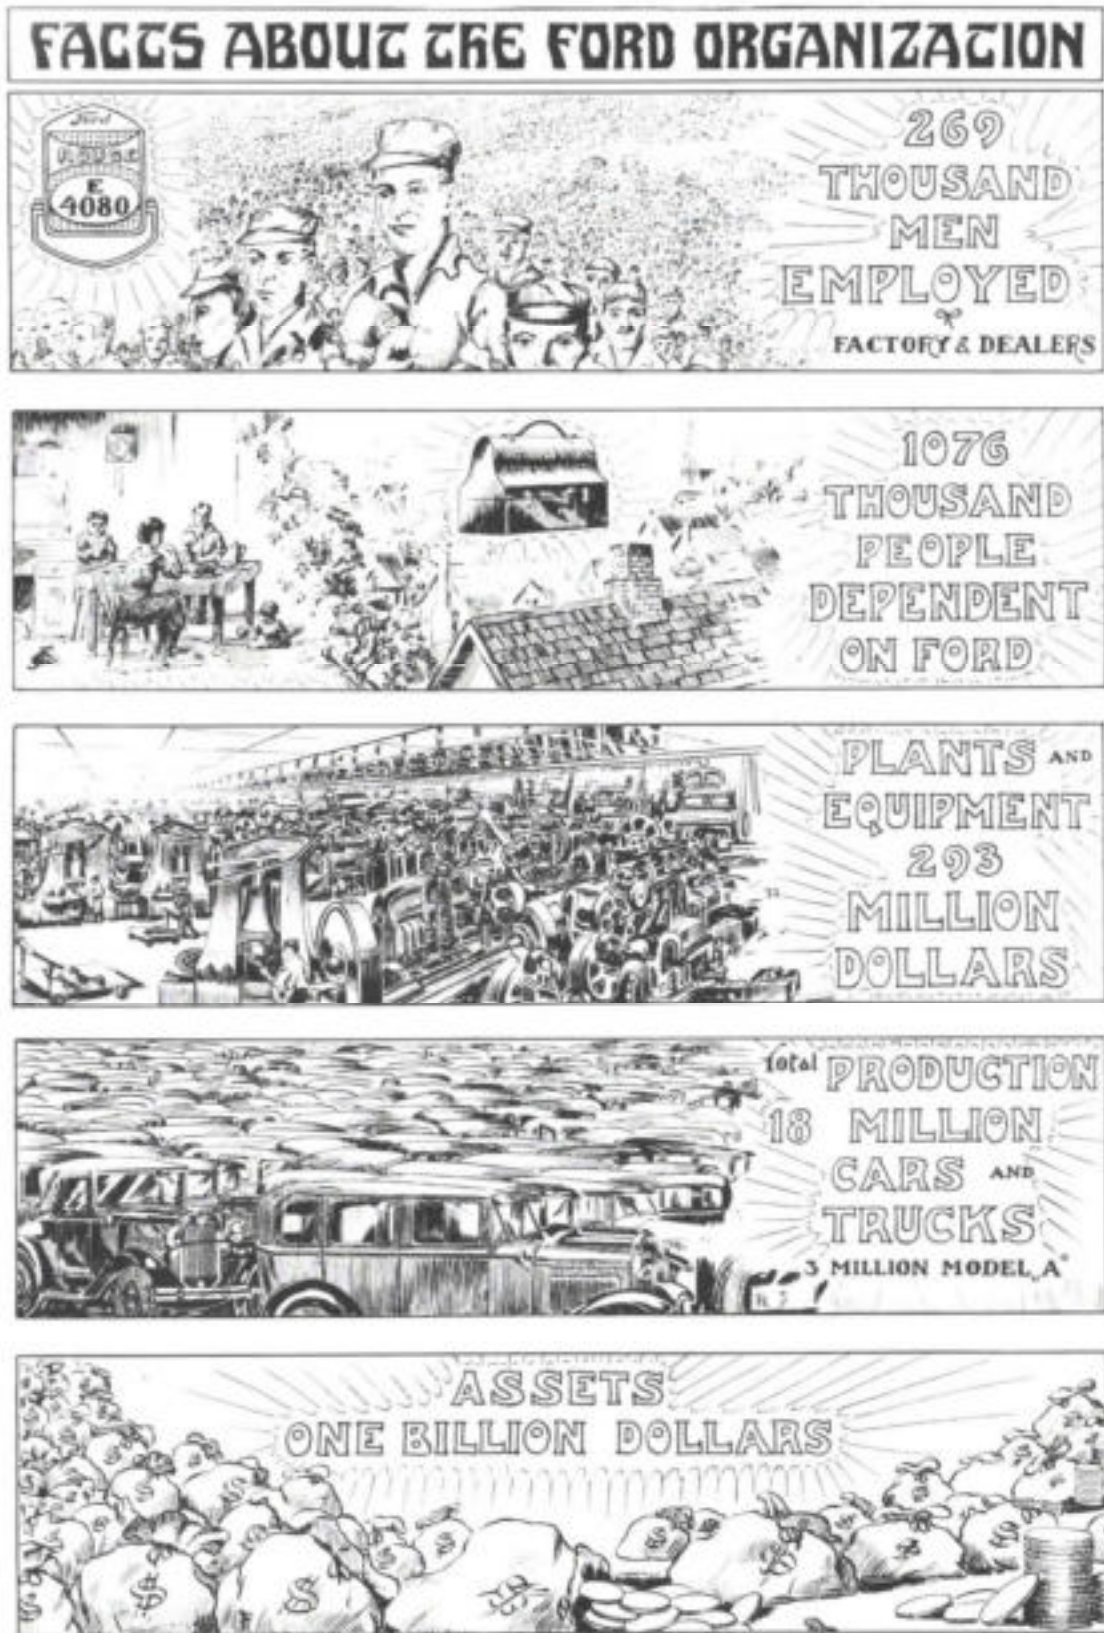 FACTS ABOUT THE FORD ORGANIZATION
Ford
ROUGE
E
4080
269
THOUSAND
MEN
EMPLOYED
FACTORY & DEALERS
1076
THOUSAND
PEOPLE
DEPENDENT
ON FORD
PLANTS AND
EQUIPMENT
293
MILLION
DOLLARS
total PRODUCTION
18 MILLION
CARS AND
TRUCKS
3 MILLION MODEL „A"
ASSETS
ONE BILLION DOLLARS